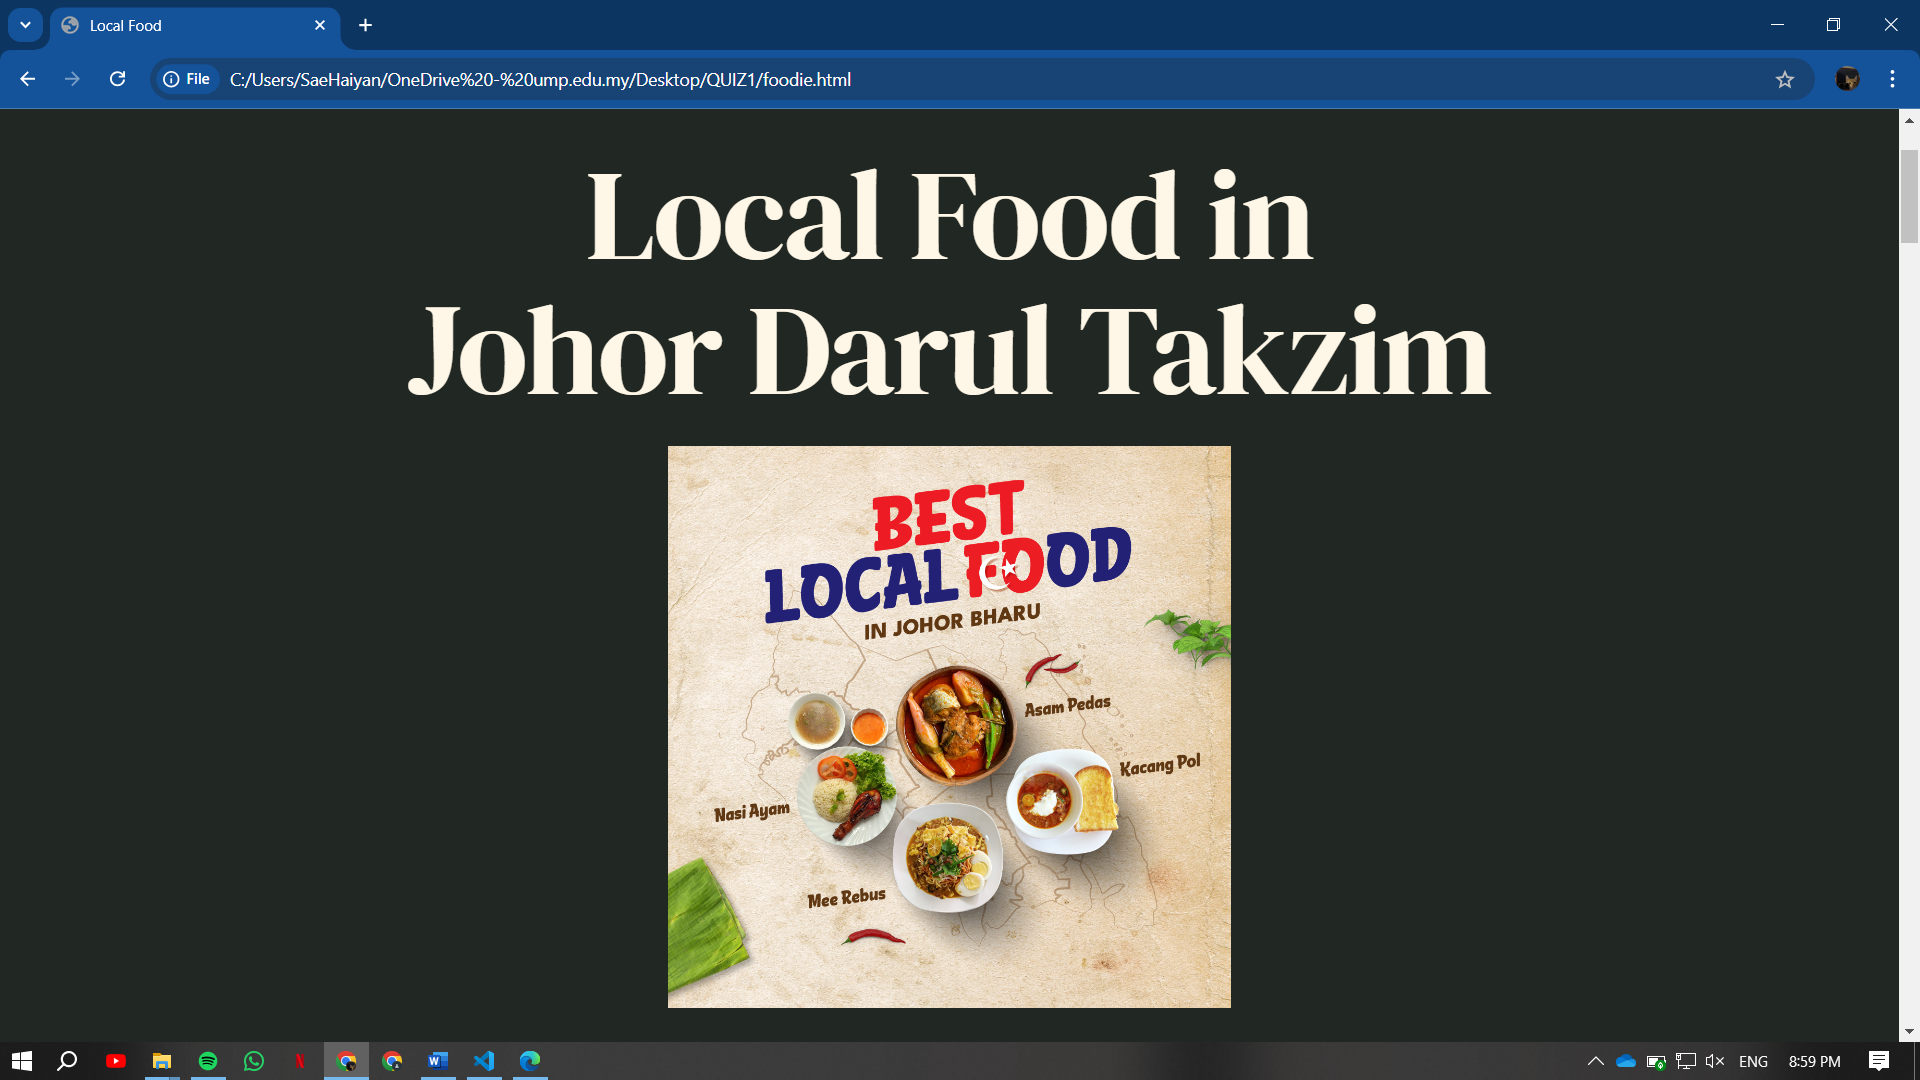 Local Food
File
C:/Users/SaeHaiyan/OneDrive%20-%20ump.edu.my/Desktop/QUIZ1/foodie.html
Local Food in
Johor Darul Takzim
BEST
LOCAL FOOD
IN JOHOR BHARU
Asam Pedas
Kacang Pol
Nasi Ayam
Mee Rebus
ENG
8:59 PM